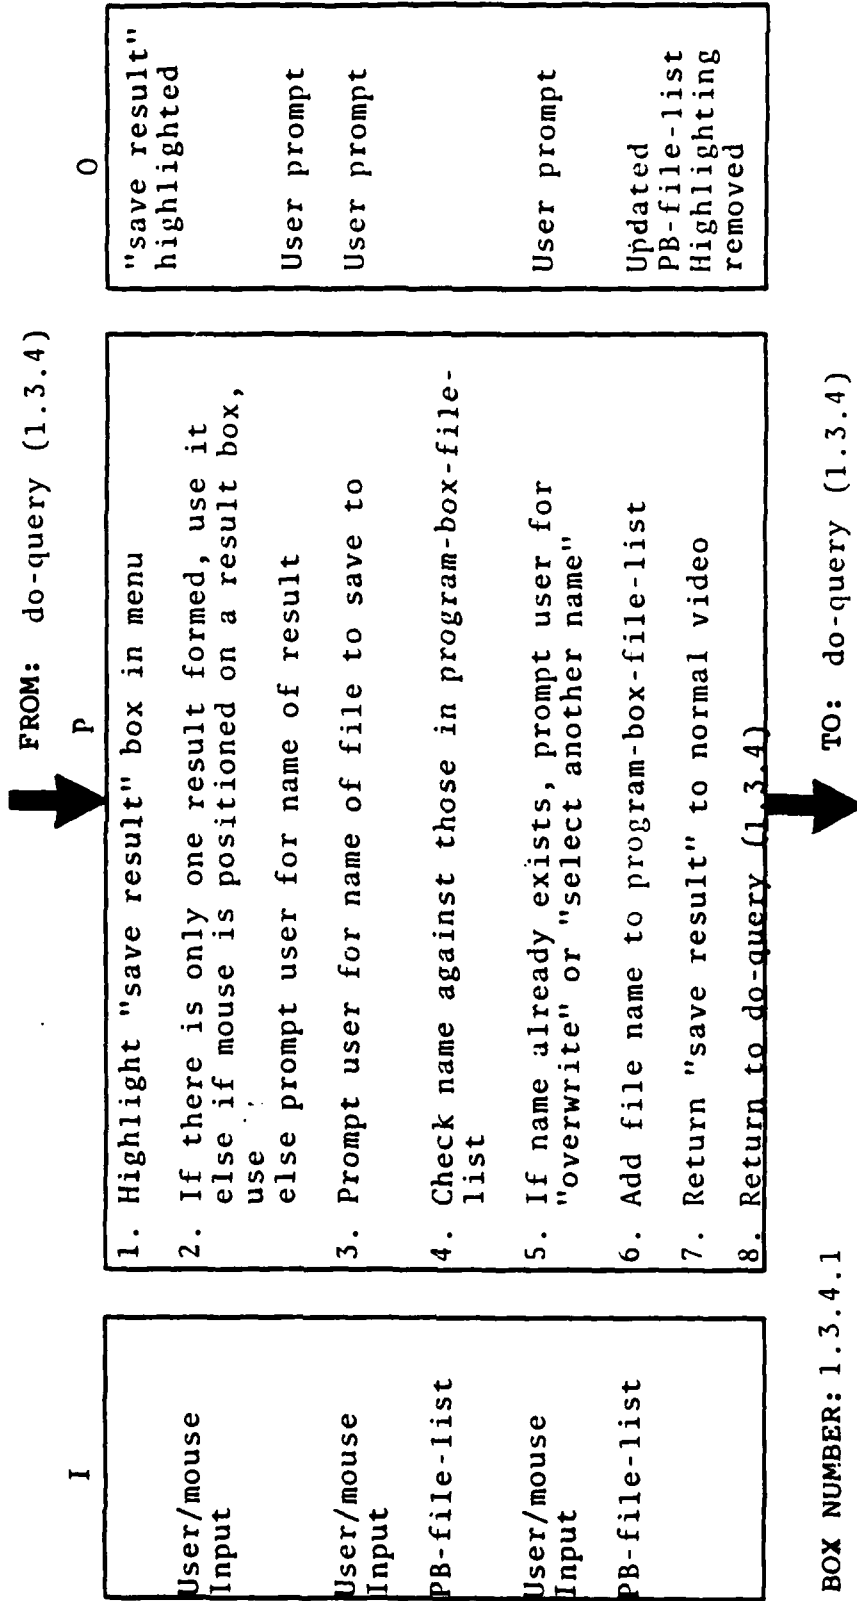 FROM: do-query (1.3.4)
I
P
O
User/mouse
Input
User/mouse
Input
PB-file-list
User/mouse
Input
PB-file-list
1. Highlight "save result" box in menu
2. If there is only one result formed, use it
else if mouse is positioned on a result box,
use
else prompt user for name of result
3. Prompt user for name of file to save to
4. Check name against those in program-box-file-
list
5. If name already exists, prompt user for
"overwrite" or "select another name"
6. Add file name to program-box-file-list
7. Return "save result" to normal video
8. Return to do-query (1.3.4)
"save result"
highlighted
User prompt
User prompt
User prompt
Updated
PB-file-list
Highlighting
removed
BOX NUMBER: 1.3.4.1
TO: do-query (1.3.4)